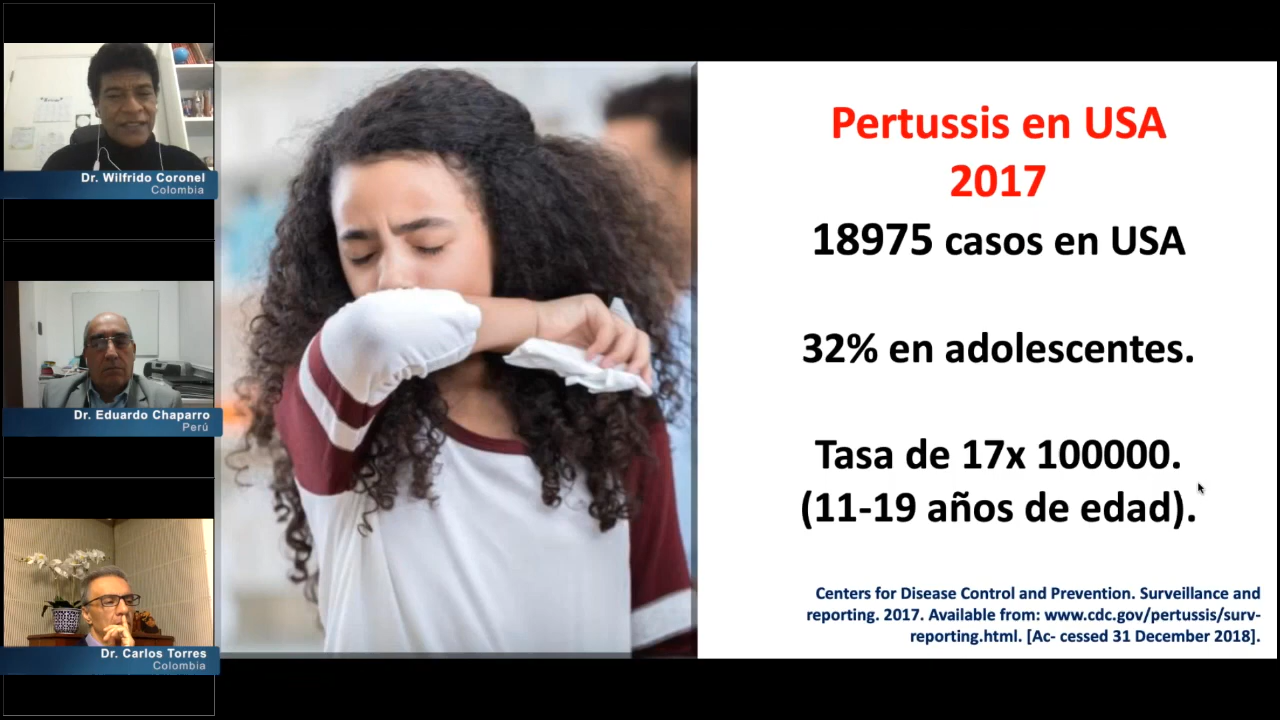 Dr. Wilfrido Coronel
Colombia
Dr. Eduardo Chaparro
Perú
Dr. Carlos Torres
Colombia
Pertussis en USA
2017
18975 casos en USA
32% en adolescentes.
Tasa de 17x 100000.
(11-19 años de edad).
Centers for Disease Control and Prevention. Surveillance and
reporting. 2017. Available from: www.cdc.gov/pertussis/surv-
reporting.html. [Ac- cessed 31 December 2018].